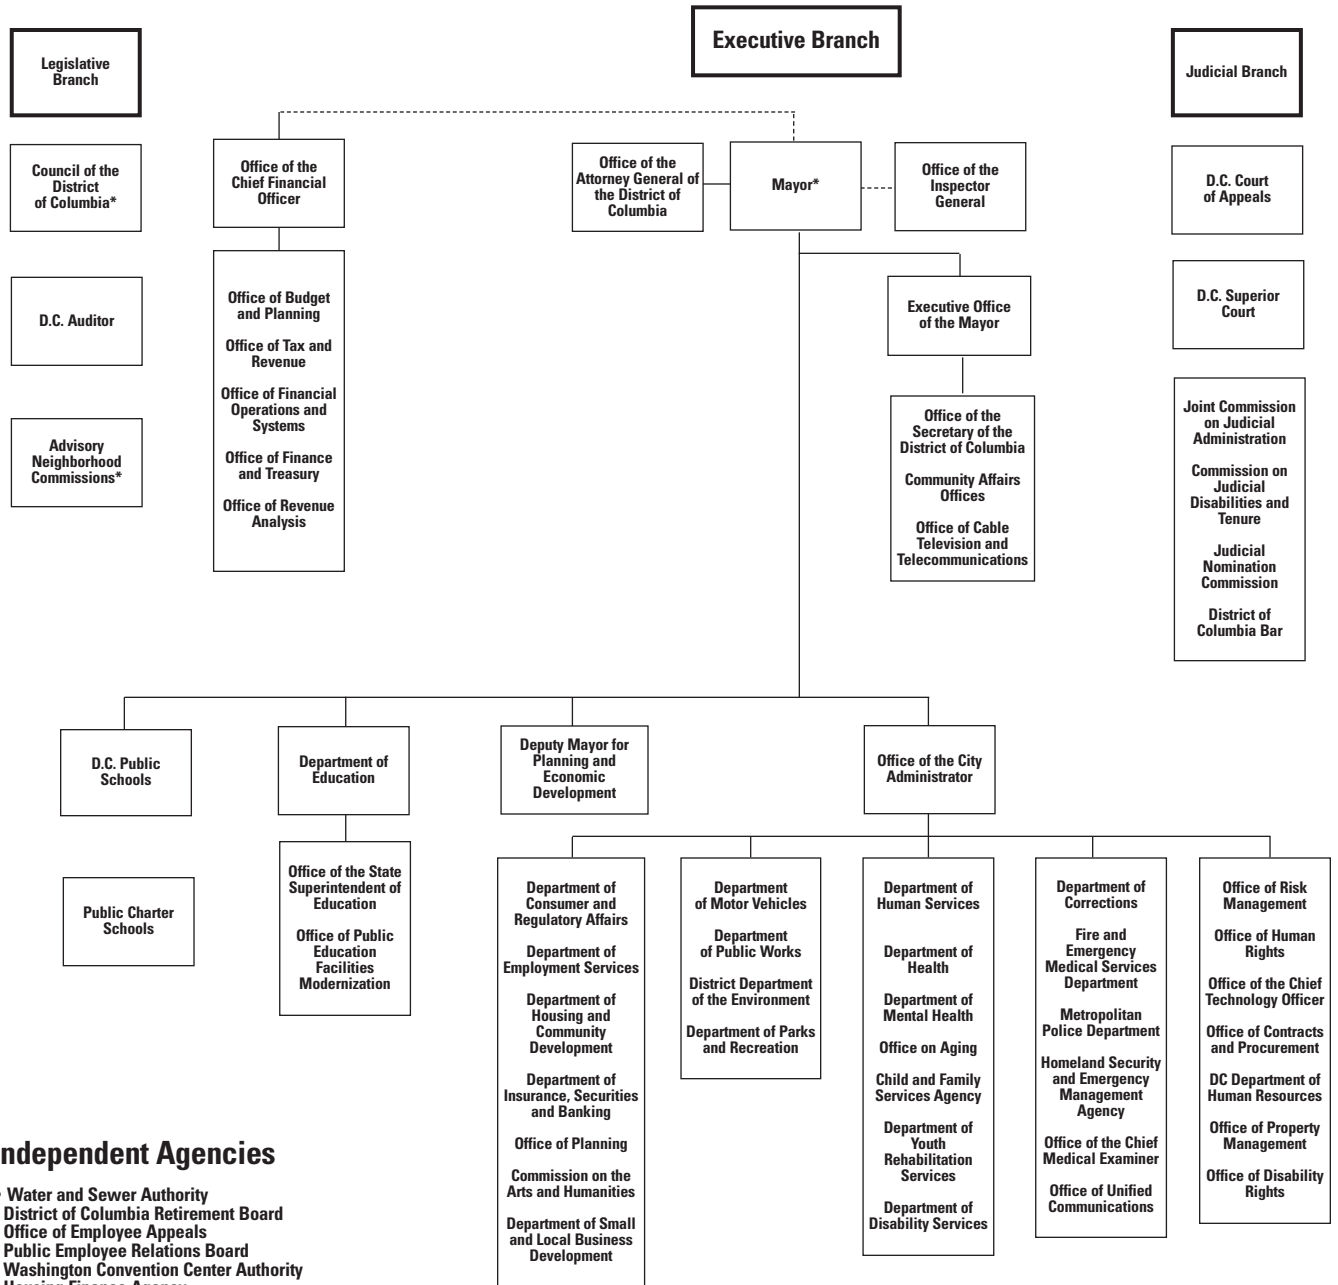 Executive Branch
Legislative
Branch
Judicial Branch
Council of the
District
of Columbia*
Office of the
Chief Financial
Officer
Office of the
Attorney General of
the District of
Columbia
Mayor*
Office of the
Inspector
General
D.C. Court
of Appeals
D.C. Auditor
Office of Budget
and Planning
Office of Tax and
Revenue
Office of Financial
Operations and
Systems
Office of Finance
and Treasury
Office of Revenue
Analysis
Executive Office
of the Mayor
D.C. Superior
Court
Advisory
Neighborhood
Commissions*
Office of the
Secretary of the
District of Columbia
Community Affairs
Offices
Office of Cable
Television and
Telecommunications
Joint Commission
on Judicial
Administration
Commission on
Judicial
Disabilities and
Tenure
Judicial
Nomination
Commission
District of
Columbia Bar
D.C. Public
Schools
Department of
Education
Deputy Mayor for
Planning and
Economic
Development
Office of the City
Administrator
Public Charter
Schools
Office of the State
Superintendent of
Education
Office of Public
Education
Facilities
Modernization
Department of
Consumer and
Regulatory Affairs
Department of
Employment Services
Department of
Housing and
Community
Development
Department of
Insurance, Securities
and Banking
Office of Planning
Commission on the
Arts and Humanities
Department of Small
and Local Business
Development
Department
of Motor Vehicles
Department
of Public Works
District Department
of the Environment
Department of Parks
and Recreation
Department of
Human Services
Department of
Health
Department of
Mental Health
Office on Aging
Child and Family
Services Agency
Department of
Youth
Rehabilitation
Services
Department of
Disability Services
Department of
Corrections
Fire and
Emergency
Medical Services
Department
Metropolitan
Police Department
Homeland Security
and Emergency
Management
Agency
Office of the Chief
Medical Examiner
Office of Unified
Communications
Office of Risk
Management
Office of Human
Rights
Office of the Chief
Technology Officer
Office of Contracts
and Procurement
DC Department of
Human Resources
Office of Property
Management
Office of Disability
Rights
ndependent Agencies
Water and Sewer Authority
District of Columbia Retirement Board
Office of Employee Appeals
Public Employee Relations Board
Washington Convention Center Authority
Housing Finance Agency